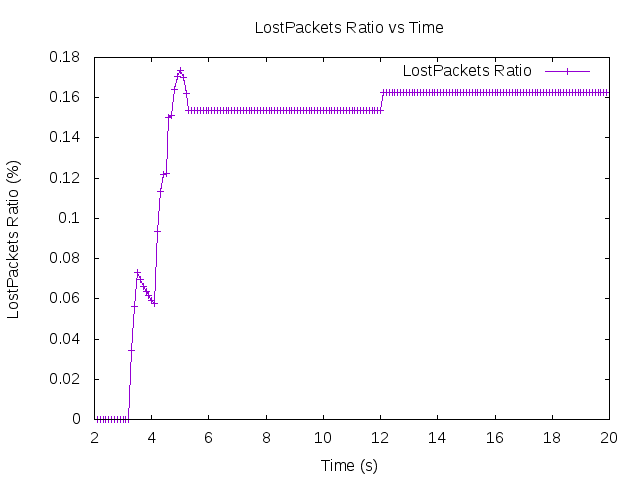 LostPackets Ratio vs Time
LostPackets Ratio
0.18
0.16
0.14
0.12
0.1
0.08
0.06
0.04
0.02
0
LostPackets Ratio (%)
2 4 6 8 10 12 14 16 18 20
Time (s)